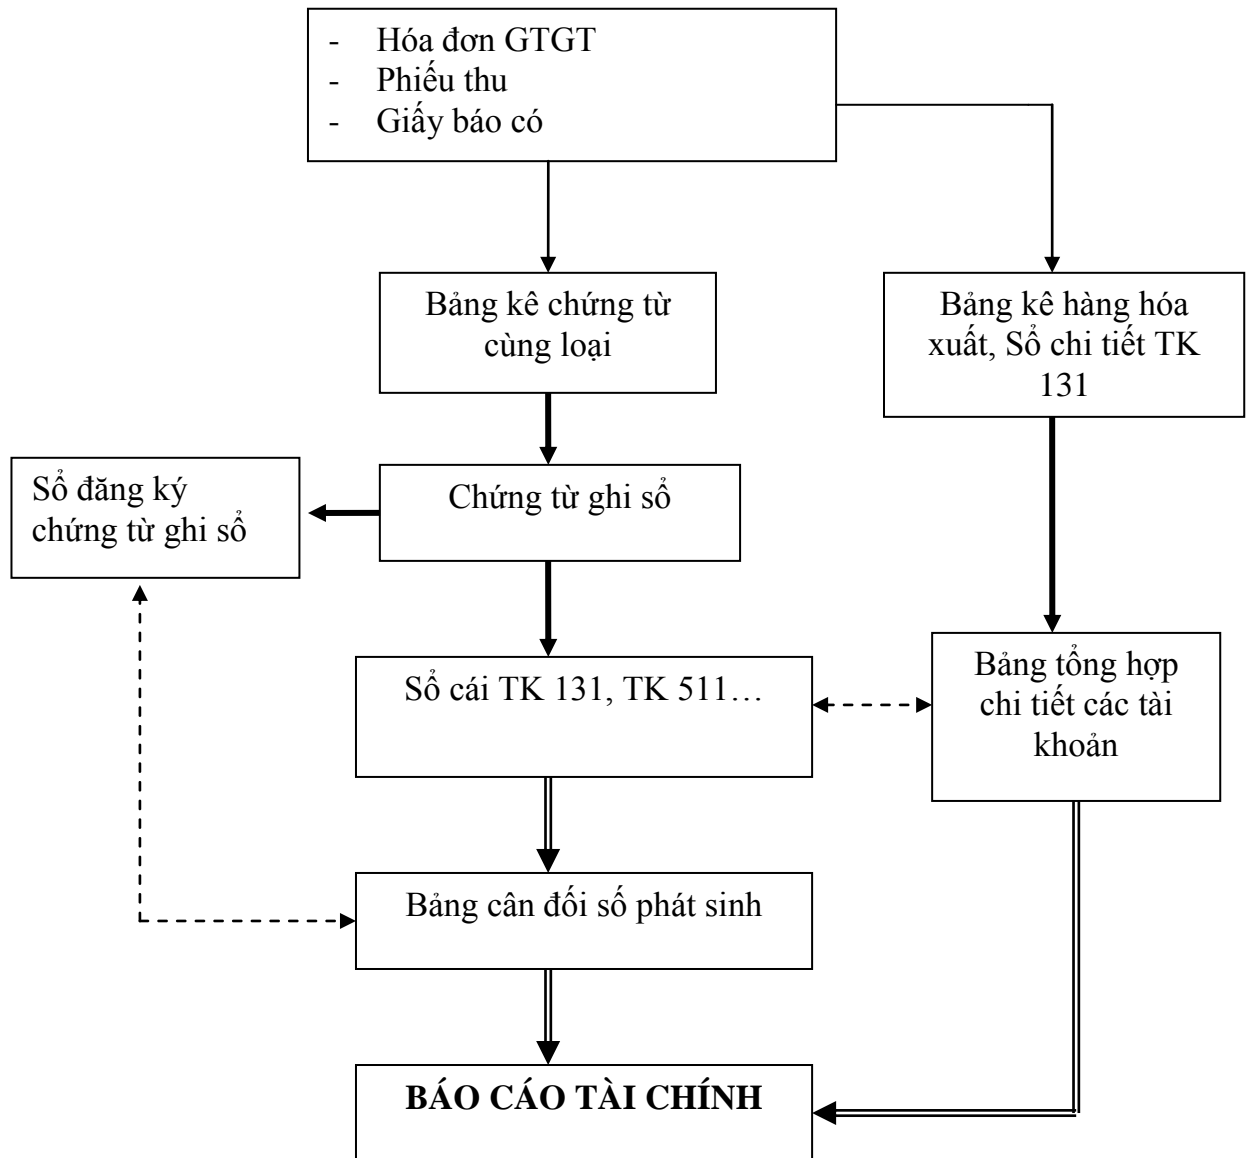 - Hóa đơn GTGT
- Phiếu thu
- Giấy báo có
Bảng kê chứng từ
cùng loại
Bảng kê hàng hóa
xuất, Sổ chi tiết TK
131
Sổ đăng ký
chứng từ ghi sổ
Chứng từ ghi sổ
Sổ cái TK 131, TK 511…
Bảng tổng hợp
chi tiết các tài
khoản
Bảng cân đối số phát sinh
BÁO CÁO TÀI CHÍNH